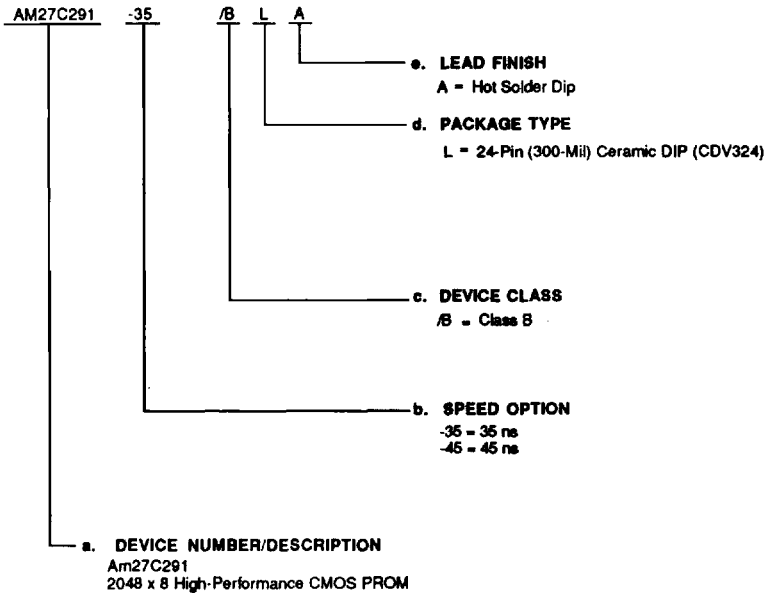 AM27C291 -35 /B L A
e. LEAD FINISH
A = Hot Solder Dip
d. PACKAGE TYPE
L = 24-Pin (300-Mil) Ceramic DIP (CDV324)
c. DEVICE CLASS
/B = Class B
b. SPEED OPTION
-35 = 35 ns
-45 = 45 ns
a. DEVICE NUMBER/DESCRIPTION
Am27C291
2048 x 8 High-Performance CMOS PROM